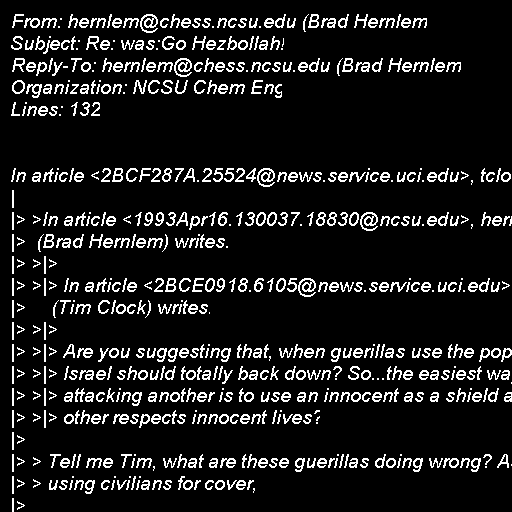 From: hernlem@chess.ncsu.edu (Brad Hernlem
Subject: Re: was:Go Hezbollah!
Reply-To: hernlem@chess.ncsu.edu (Brad Hernlem
Organization: NCSU Chem Eng
Lines: 132
In article <2BCF287A.25524@news.service.uci.edu>, tclo
|
|> >In article <1993Apr16.130037.18830@ncsu.edu>, hern
|> (Brad Hernlem) writes.
|> >|>
|> >|> In article <2BCE0918.6105@news.service.uci.edu>
|> (Tim Clock) writes.
|> >|>
|> >|> Are you suggesting that, when guerillas use the pop
|> >|> Israel should totally back down? So...the easiest wa
|> >|> attacking another is to use an innocent as a shield a
|> >|> other respects innocent lives?
|>
|> > Tell me Tim, what are these guerillas doing wrong? As
|> > using civilians for cover,
|>